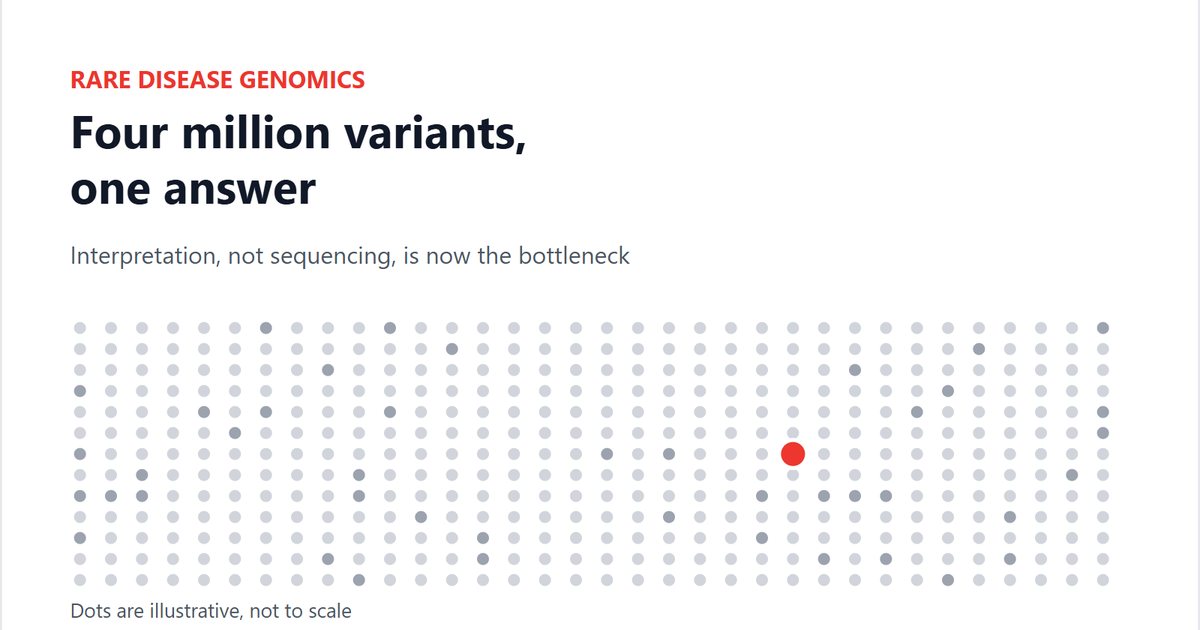 RARE DISEASE GENOMICS
Four million variants,
one answer
Interpretation, not sequencing, is now the bottleneck
Dots are illustrative, not to scale